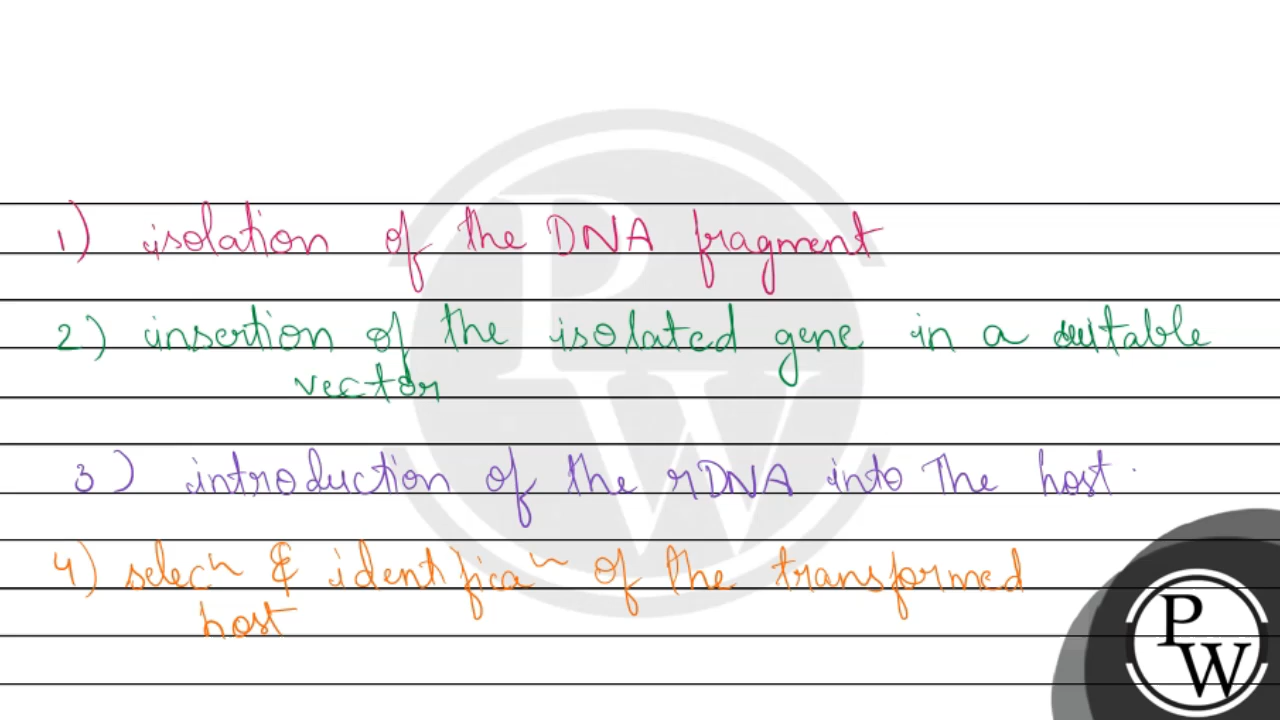 1) isolation of the DNA fragment
2) insertion of the isolated gene in a suitable
vector
3) introduction of the rDNA into The host.
4) selecⁿ & identificaⁿ of the transformed
host
PW
PW